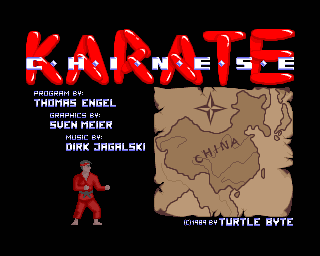 KARATE
CHINESE
PROGRAM BY:
THOMAS ENGEL
GRAPHICS BY:
SVEN MEIER
MUSIC BY:
DIRK JAGALSKI
CHINA
(C)1989 BY TURTLE BYTE